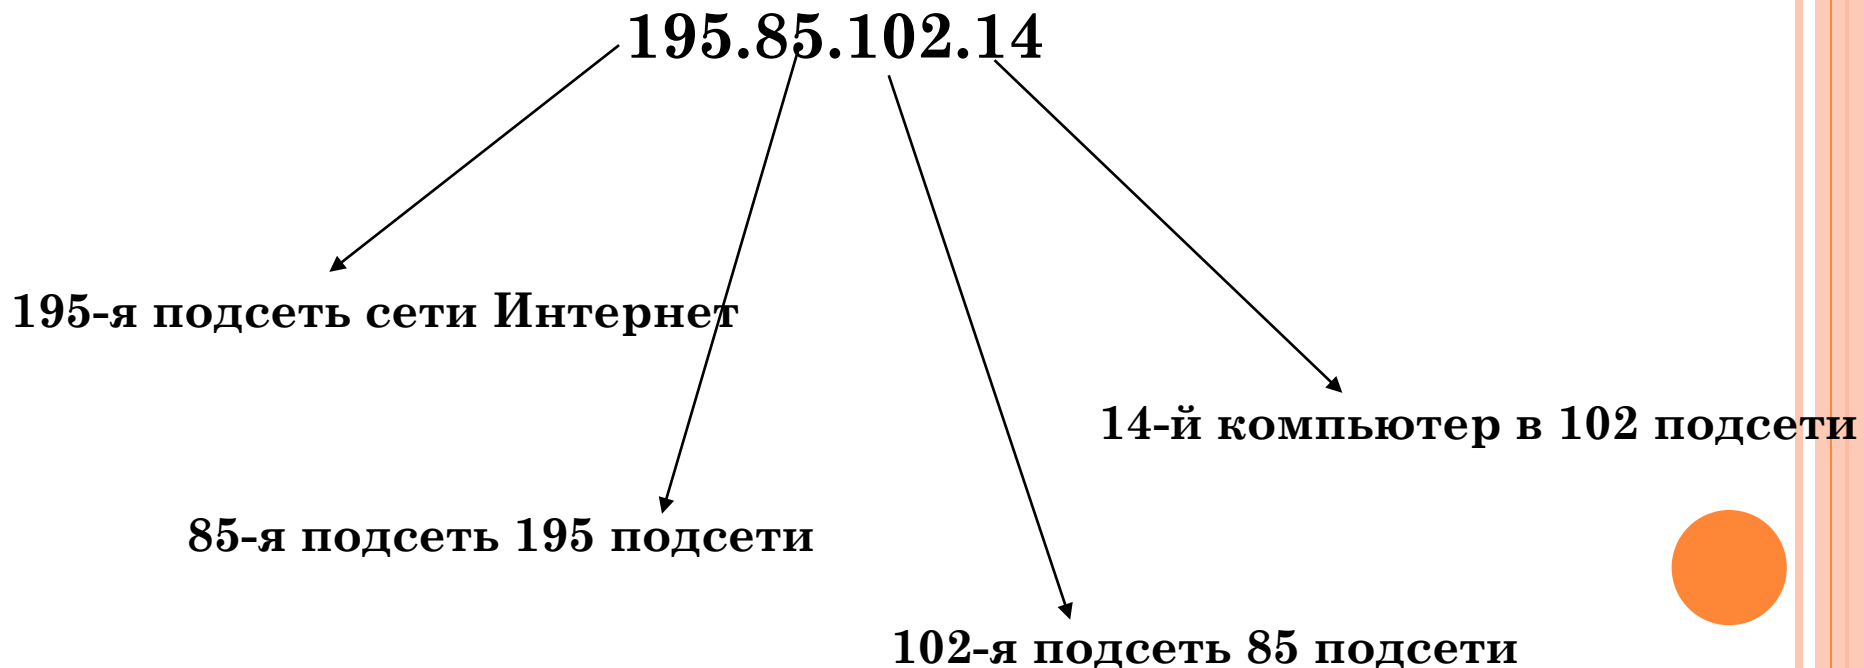 195.85.102.14
195-я подсеть сети Интернет
14-й компьютер в 102 подсети
85-я подсеть 195 подсети
102-я подсеть 85 подсети